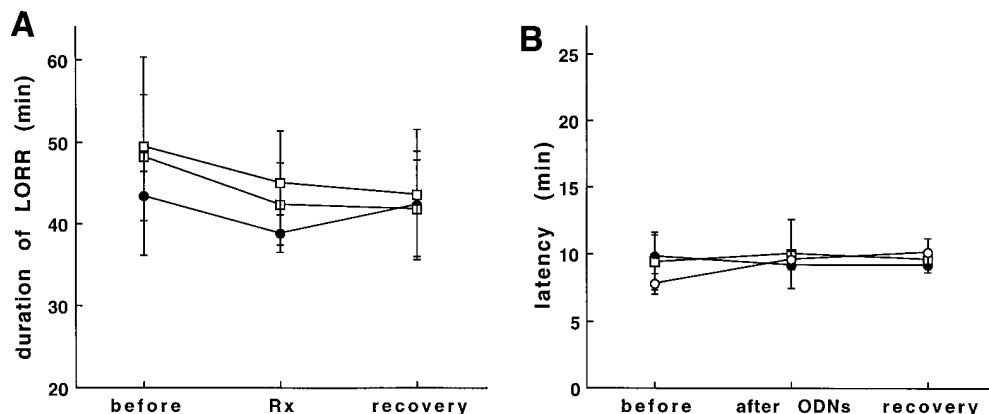 A
duration of LORR (min)
60
50
40
30
20
before Rx recovery
B
latency (min)
25
20
15
10
5
0
before after ODNs recovery